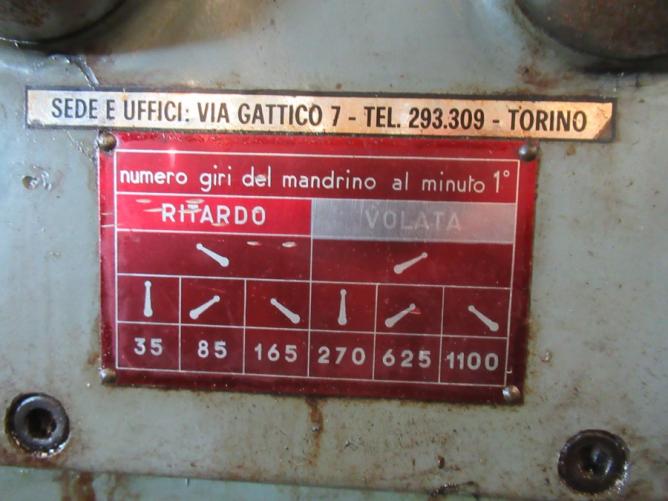 SEDE E UFFICI: VIA GATTICO 7 - TEL. 293.309 - TORINO
numero giri del mandrino al minuto 1°
RITARDO VOLATA
35 85 165 270 625 1100